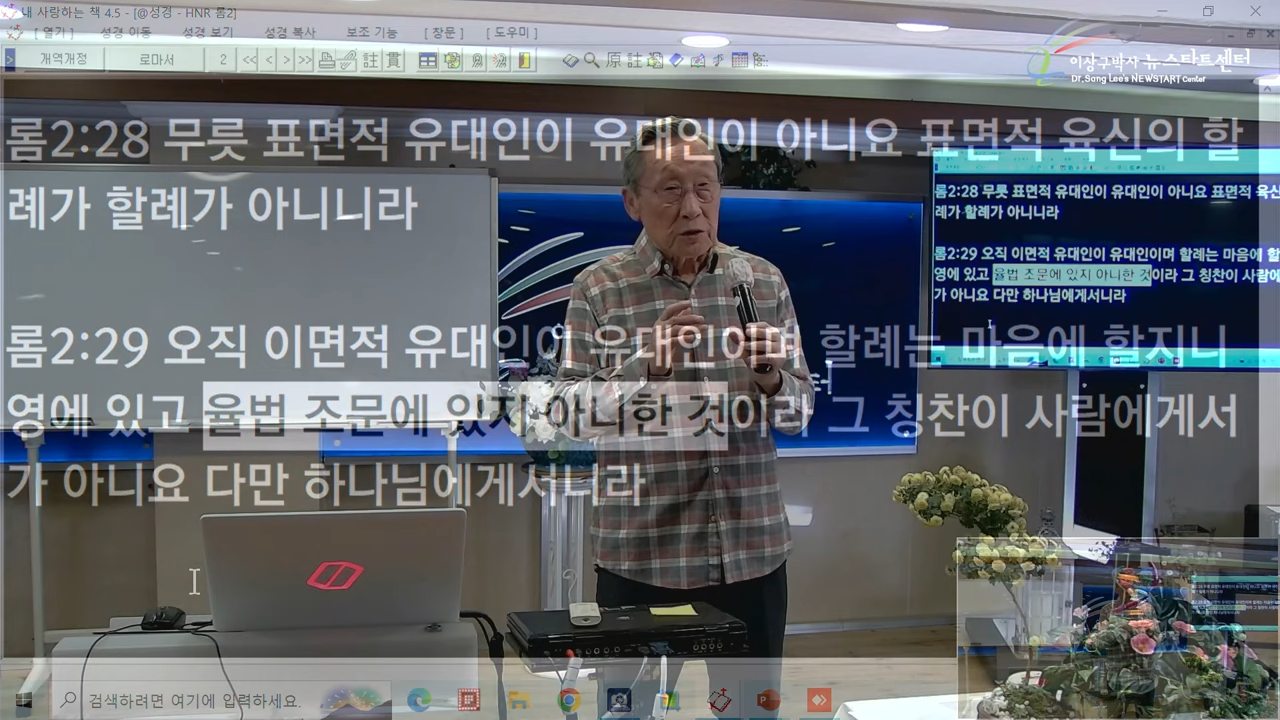 내 사랑하는 책 4.5 - [@성경 - HNR 롬2]
[ 열기 ] 성경 이동 성경 보기 성경 복사 보조 기능 [ 창문 ] [ 도우미 ]
개역개정 로마서 2 << < > >> 註 貫 原 註
이상구박사 뉴스타트센터
Dr.Sang Lee's NEWSTART Center
롬2:28 무릇 표면적 유대인이 유대인이 아니요 표면적 육신의 할
례가 할례가 아니니라
롬2:29 오직 이면적 유대인이 유대인이며 할례는 마음에 할지니
영에 있고 율법 조문에 있지 아니한 것이라 그 칭찬이 사람에게서
가 아니요 다만 하나님에게서니라
롬2:28 무릇 표면적 유대인이 유대인이 아니요 표면적 육신
례가 할례가 아니니라
롬2:29 오직 이면적 유대인이 유대인이며 할례는 마음에 할
영에 있고 율법 조문에 있지 아니한 것이라 그 칭찬이 사람에
가 아니요 다만 하나님에게서니라
터
검색하려면 여기에 입력하세요.